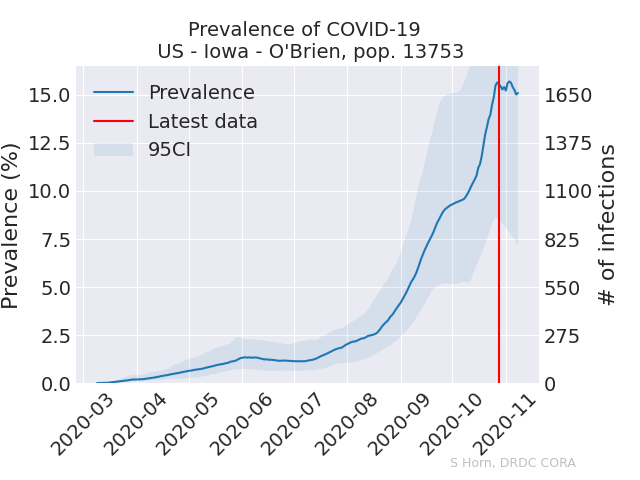 Prevalence of COVID-19
US - Iowa - O'Brien, pop. 13753
Prevalence
Latest data
95CI
Prevalence (%)
15.0
12.5
10.0
7.5
5.0
2.5
0.0
1650
1375
1100
825
550
275
0
# of infections
2020-03
2020-04
2020-05
2020-06
2020-07
2020-08
2020-09
2020-10
2020-11
S Horn, DRDC CORA